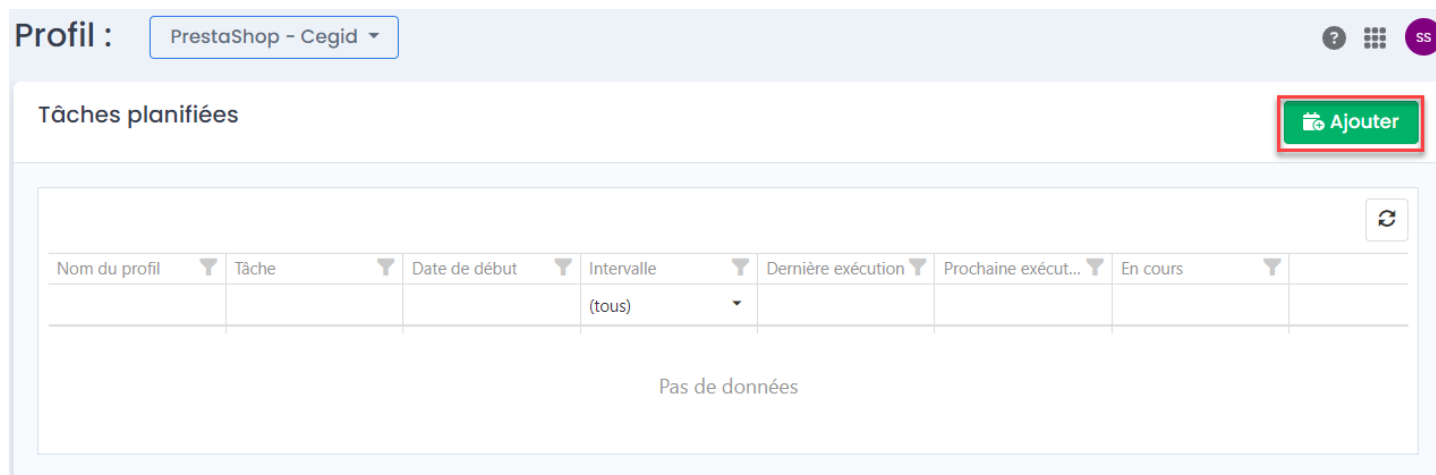 Profil : PrestaShop - Cegid ? SS
Tâches planifiées Ajouter
Nom du profil Tâche Date de début Intervalle Dernière exécution Prochaine exécut... En cours
(tous)
Pas de données